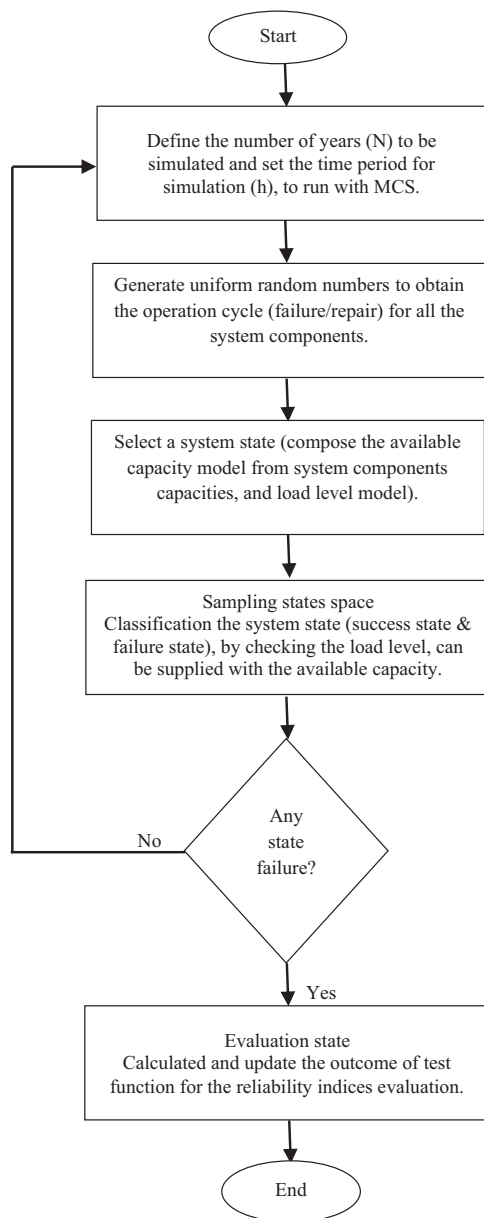 Start
Define the number of years (N) to be
simulated and set the time period for
simulation (h), to run with MCS.
Generate uniform random numbers to obtain
the operation cycle (failure/repair) for all the
system components.
Select a system state (compose the available
capacity model from system components
capacities, and load level model).
Sampling states space
Classification the system state (success state &
failure state), by checking the load level, can
be supplied with the available capacity.
No
Any
state
failure?
Yes
Evaluation state
Calculated and update the outcome of test
function for the reliability indices evaluation.
End